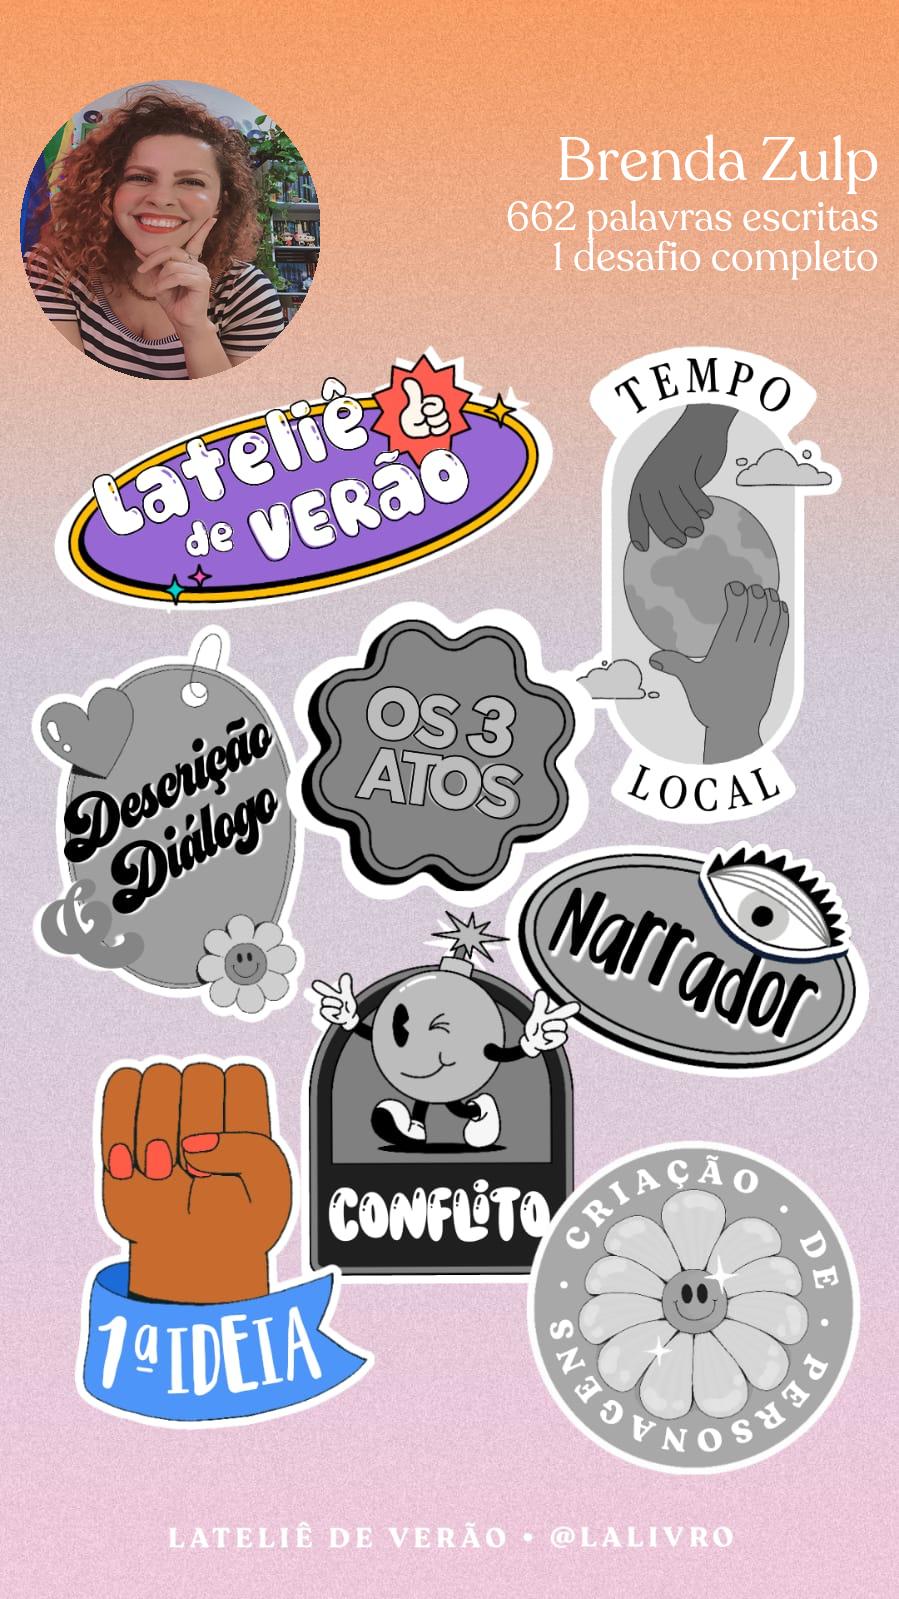 Brenda Zulp
662 palavras escritas
1 desafio completo
Lateliê
de VERÃO
TEMPO
LOCAL
OS 3
ATOS
Descrição
&
Diálogo
Narrador
CONFLITO
1ª IDEIA
CRIAÇÃO · DE · PERSONAGENS ·
LATELIÊ DE VERÃO • @LALIVRO